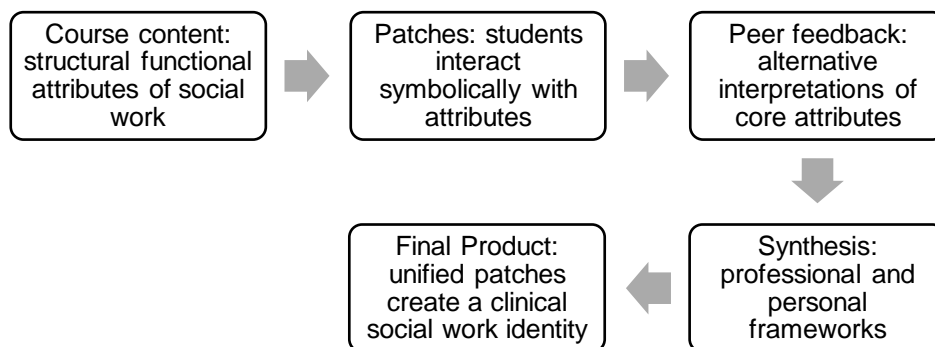 Course content:
structural functional
attributes of social
work
Patches: students
interact
symbolically with
attributes
Peer feedback:
alternative
interpretations of
core attributes
Synthesis:
professional and
personal
frameworks
Final Product:
unified patches
create a clinical
social work identity